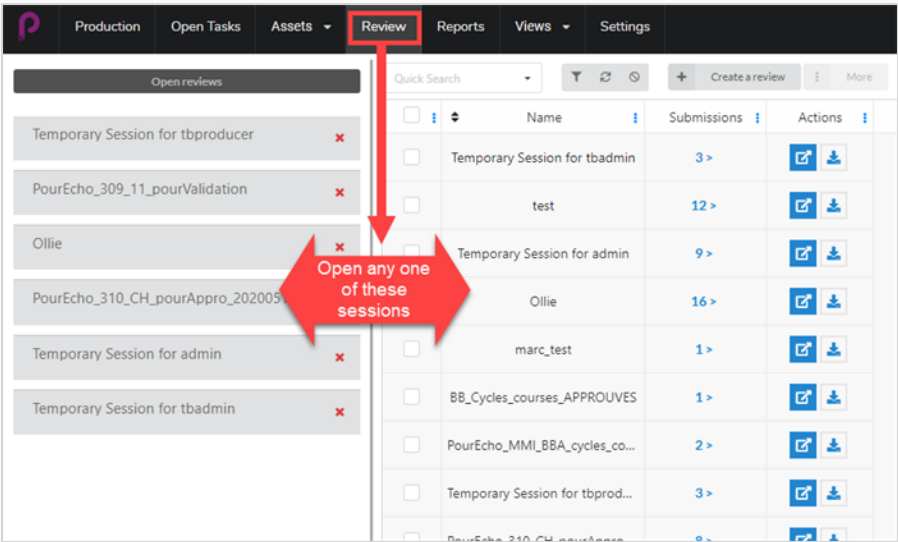 Production Open Tasks Assets Review Reports Views Settings
Open reviews
Temporary Session for tbproducer
PourEcho_309_11_pourValidation
Ollie
PourEcho_310_CH_pourAppro_202005
Temporary Session for admin
Temporary Session for tbadmin
Open any one
of these
sessions
Quick Search Create a review More
Name Submissions Actions
Temporary Session for tbadmin 3 >
test 12 >
Temporary Session for admin 9 >
Ollie 16 >
marc_test 1 >
BB_Cycles_courses_APPROUVES 1 >
PourEcho_MMI_BBA_cycles_co... 2 >
Temporary Session for tbprod... 3 >
PourEcho_310_CH_pourAppro... 8 >